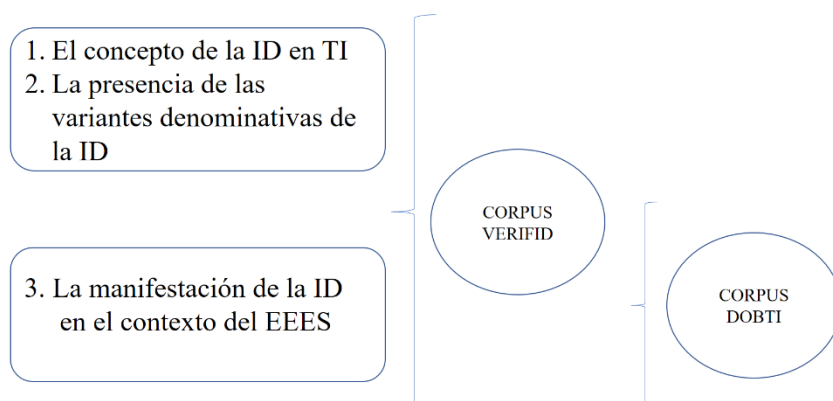 1. El concepto de la ID en TI
2. La presencia de las
variantes denominativas de
la ID
3. La manifestación de la ID
en el contexto del EEES
CORPUS
VERIFID
CORPUS
DOBTI